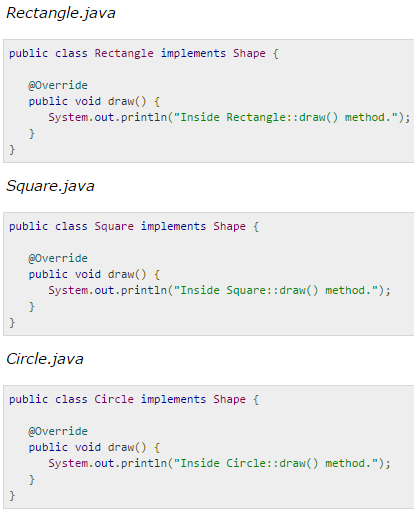 Rectangle.java
public class Rectangle implements Shape {
@Override
public void draw() {
System.out.println("Inside Rectangle::draw() method.");
}
}
Square.java
public class Square implements Shape {
@Override
public void draw() {
System.out.println("Inside Square::draw() method.");
}
}
Circle.java
public class Circle implements Shape {
@Override
public void draw() {
System.out.println("Inside Circle::draw() method.");
}
}